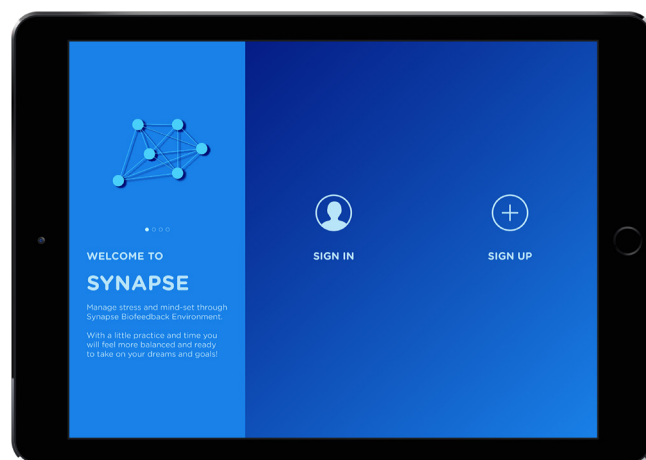 WELCOME TO
SYNAPSE
Manage stress and mind-set through
Synapse Biofeedback Environment.
With a little practice and time you
will feel more balanced and ready
to take on your dreams and goals!
SIGN IN
SIGN UP